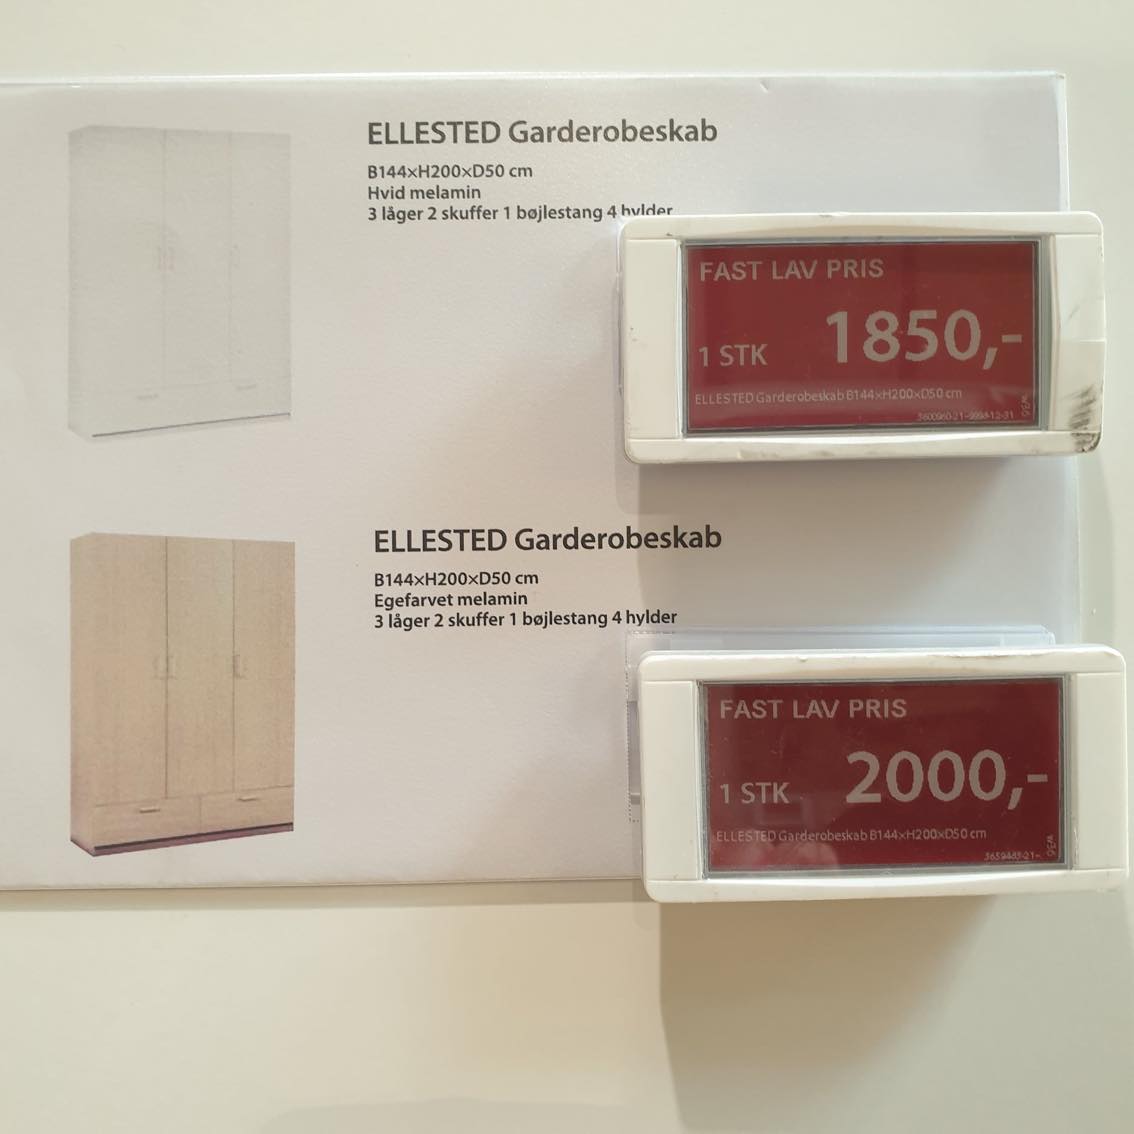 ELLESTED Garderobeskab
B144×H200×D50 cm
Hvid melamin
3 låger 2 skuffer 1 bøjlestang 4 hylder
FAST LAV PRIS
1 STK 1850,-
ELLESTED Garderobeskab B144×H200×D50 cm
W36
ELLESTED Garderobeskab
B144×H200×D50 cm
Egefarvet melamin
3 låger 2 skuffer 1 bøjlestang 4 hylder
FAST LAV PRIS
1 STK 2000,-
ELLESTED Garderobeskab B144×H200×D50 cm
W36